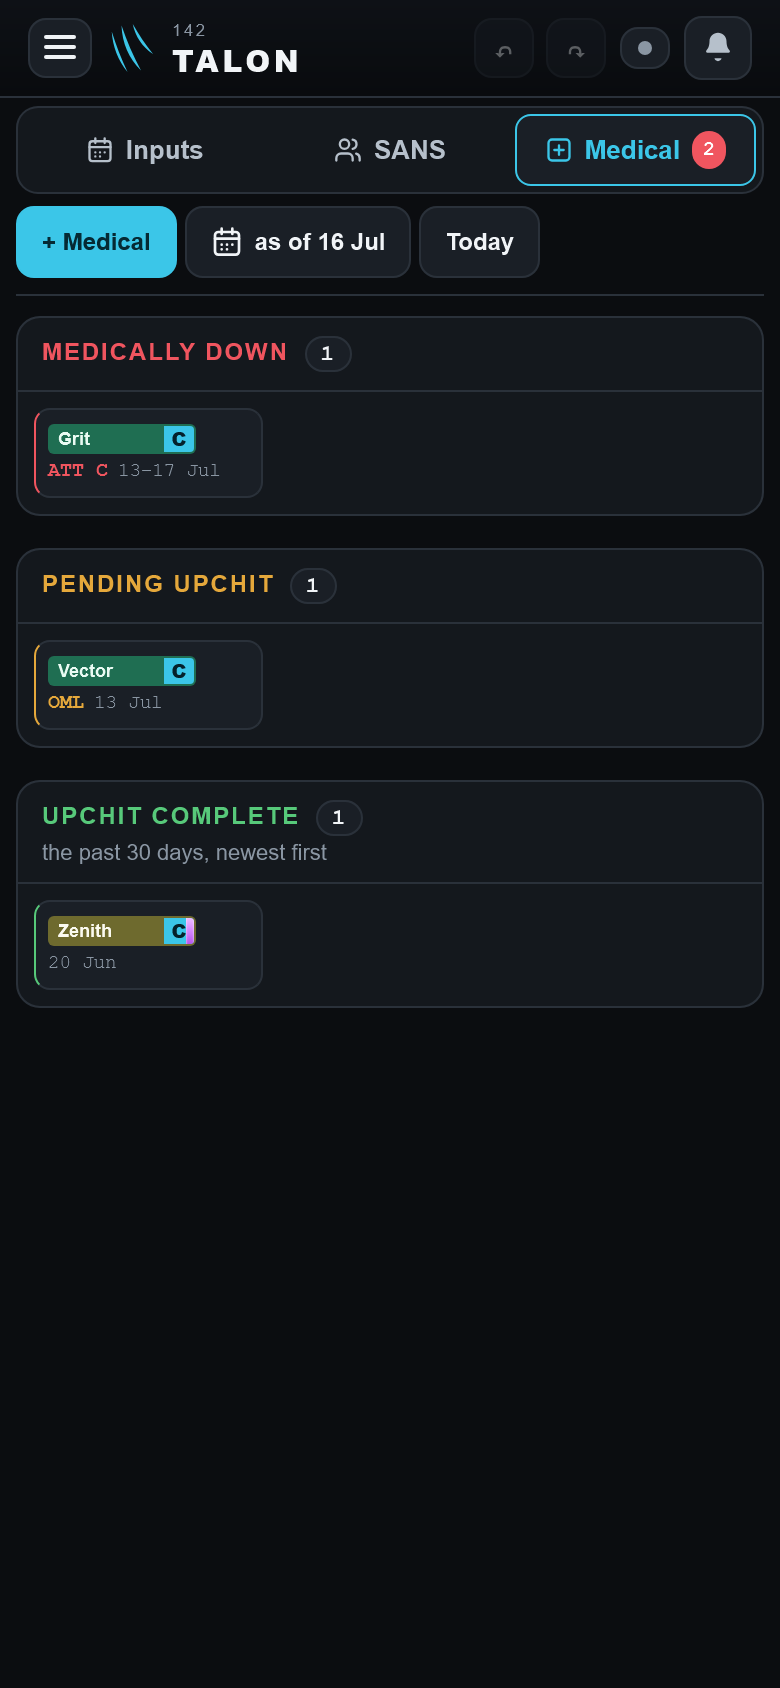 142
TALON
Inputs
SANS
Medical 2
+ Medical
as of 16 Jul
Today
MEDICALLY DOWN 1
Grit C
ATT C 13–17 Jul
PENDING UPCHIT 1
Vector C
OML 13 Jul
UPCHIT COMPLETE 1
the past 30 days, newest first
Zenith C
20 Jun